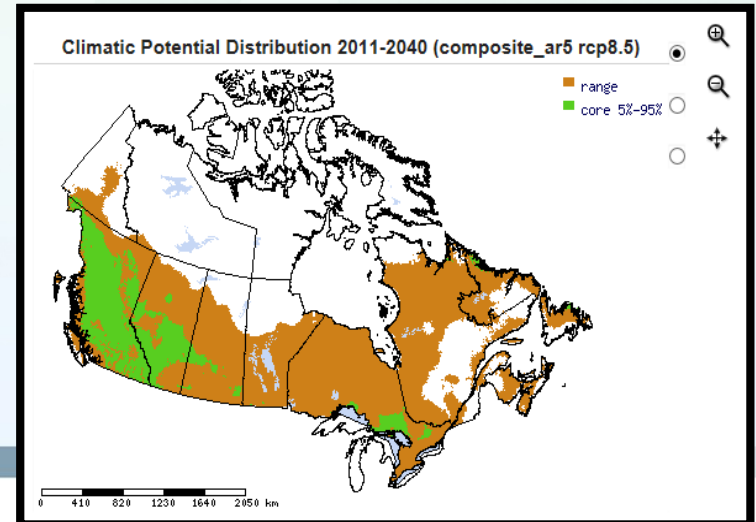 Climatic Potential Distribution 2011-2040 (composite_ar5 rcp8.5)
range
core 5%-95%
0 410 820 1230 1640 2050 km